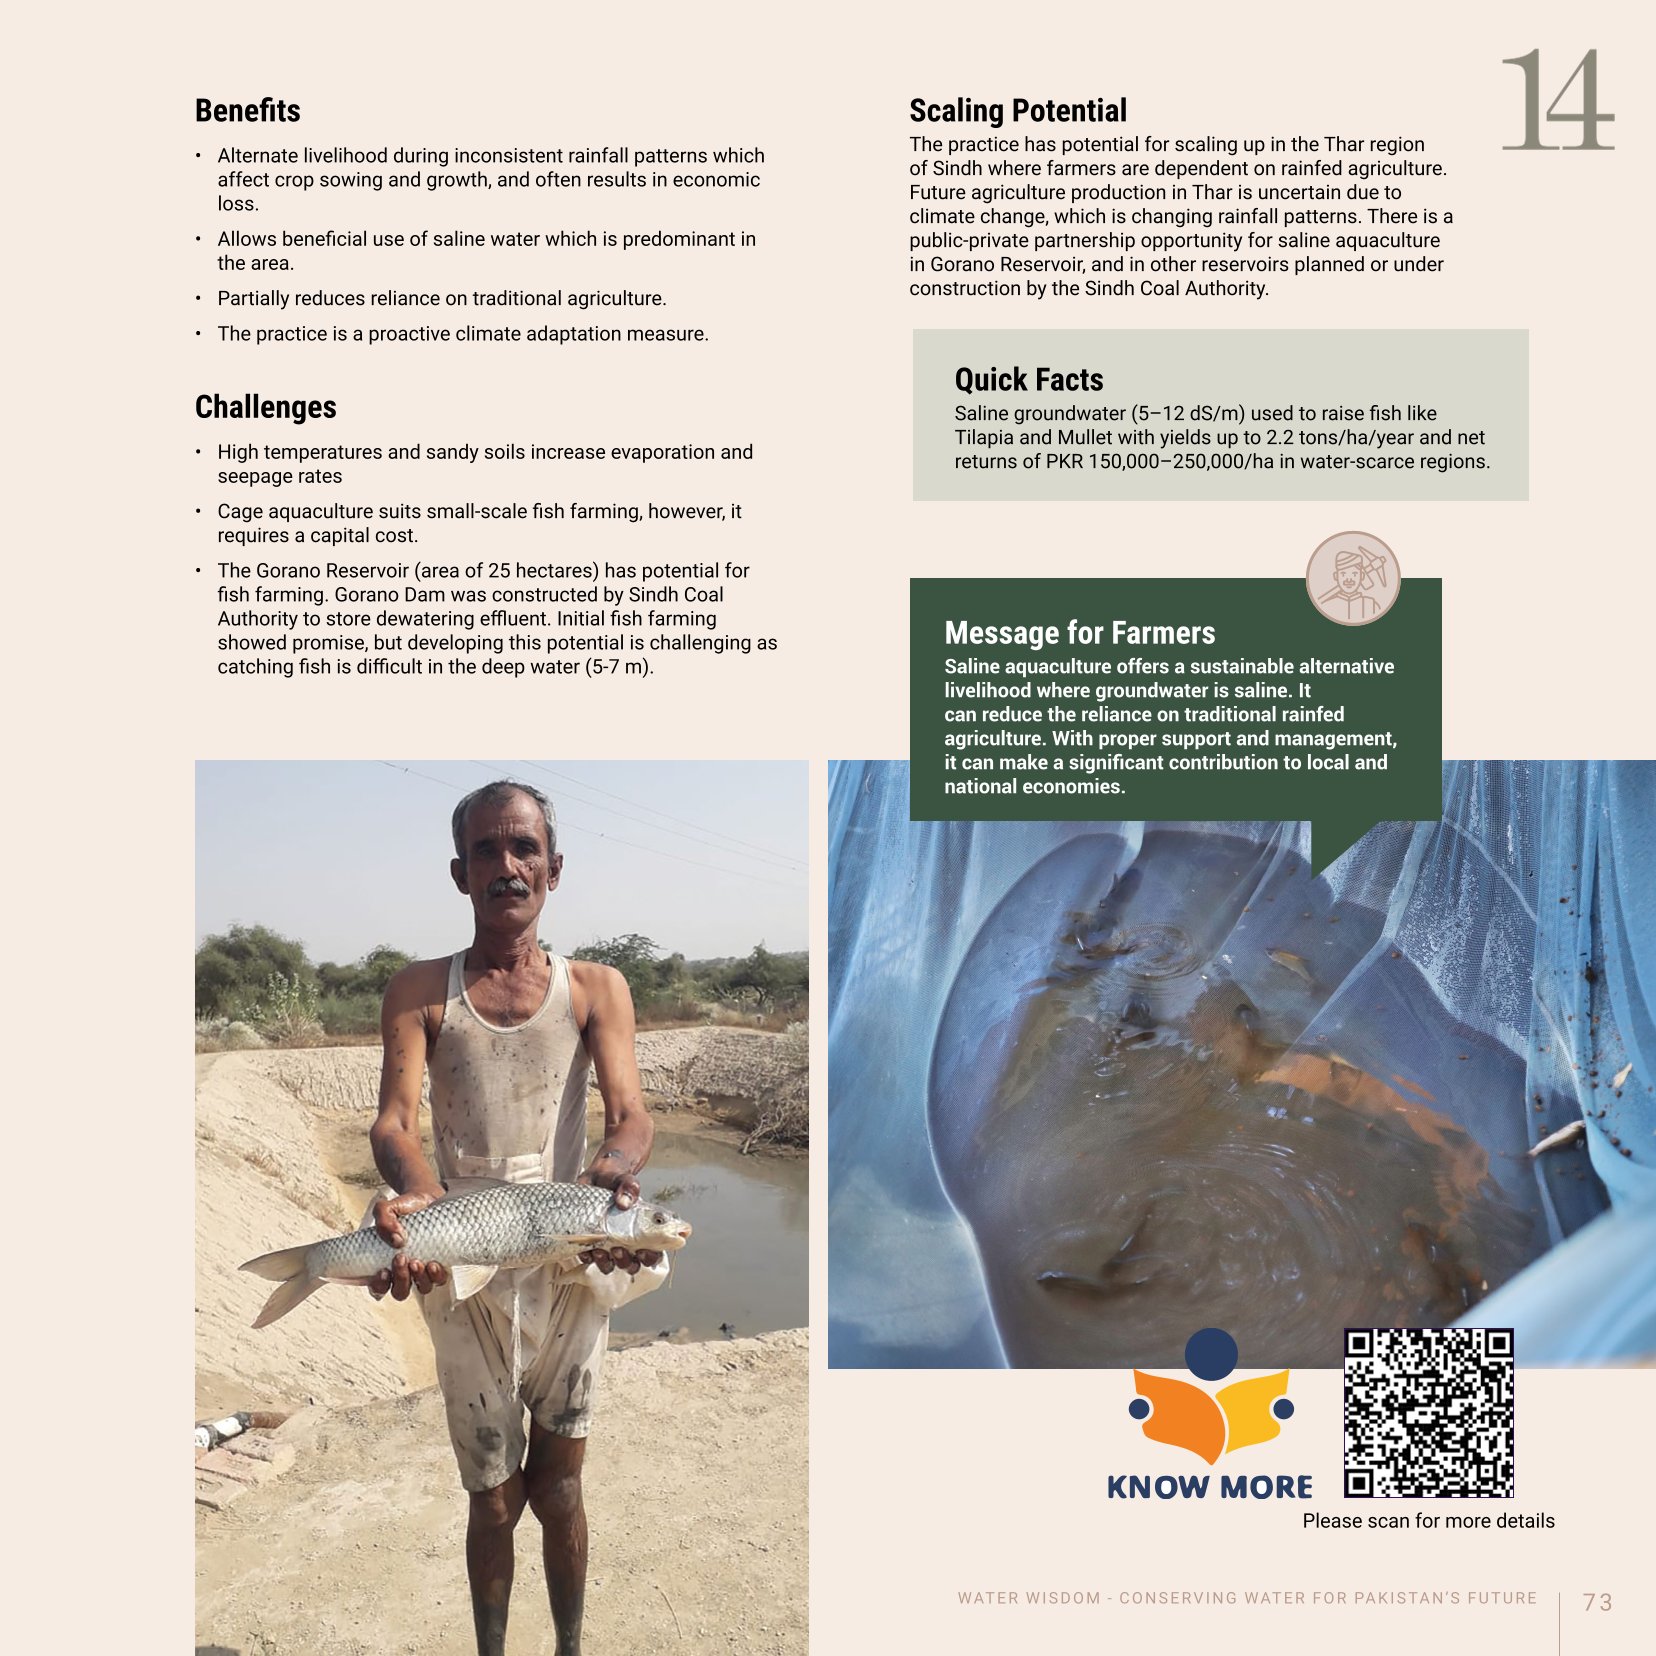 14
Benefits
• Alternate livelihood during inconsistent rainfall patterns which
affect crop sowing and growth, and often results in economic
loss.
• Allows beneficial use of saline water which is predominant in
the area.
• Partially reduces reliance on traditional agriculture.
• The practice is a proactive climate adaptation measure.
Challenges
• High temperatures and sandy soils increase evaporation and
seepage rates
• Cage aquaculture suits small-scale fish farming, however, it
requires a capital cost.
• The Gorano Reservoir (area of 25 hectares) has potential for
fish farming. Gorano Dam was constructed by Sindh Coal
Authority to store dewatering effluent. Initial fish farming
showed promise, but developing this potential is challenging as
catching fish is difficult in the deep water (5-7 m).
Scaling Potential
The practice has potential for scaling up in the Thar region
of Sindh where farmers are dependent on rainfed agriculture.
Future agriculture production in Thar is uncertain due to
climate change, which is changing rainfall patterns. There is a
public-private partnership opportunity for saline aquaculture
in Gorano Reservoir, and in other reservoirs planned or under
construction by the Sindh Coal Authority.
Quick Facts
Saline groundwater (5–12 dS/m) used to raise fish like
Tilapia and Mullet with yields up to 2.2 tons/ha/year and net
returns of PKR 150,000–250,000/ha in water-scarce regions.
Message for Farmers
Saline aquaculture offers a sustainable alternative
livelihood where groundwater is saline. It
can reduce the reliance on traditional rainfed
agriculture. With proper support and management,
it can make a significant contribution to local and
national economies.
KNOW MORE
Please scan for more details
WATER WISDOM - CONSERVING WATER FOR PAKISTAN'S FUTURE
73